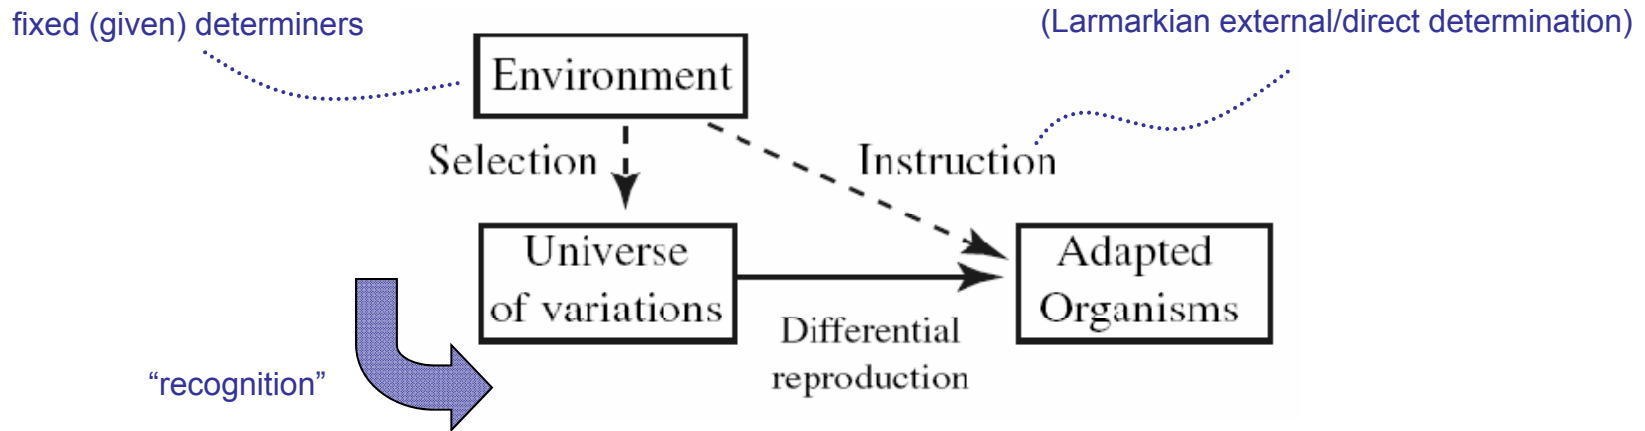 fixed (given) determiners
(Larmarkian external/direct determination)
Environment
Selection
Instruction
Universe
of variations
Adapted
Organisms
Differential
reproduction
“recognition”